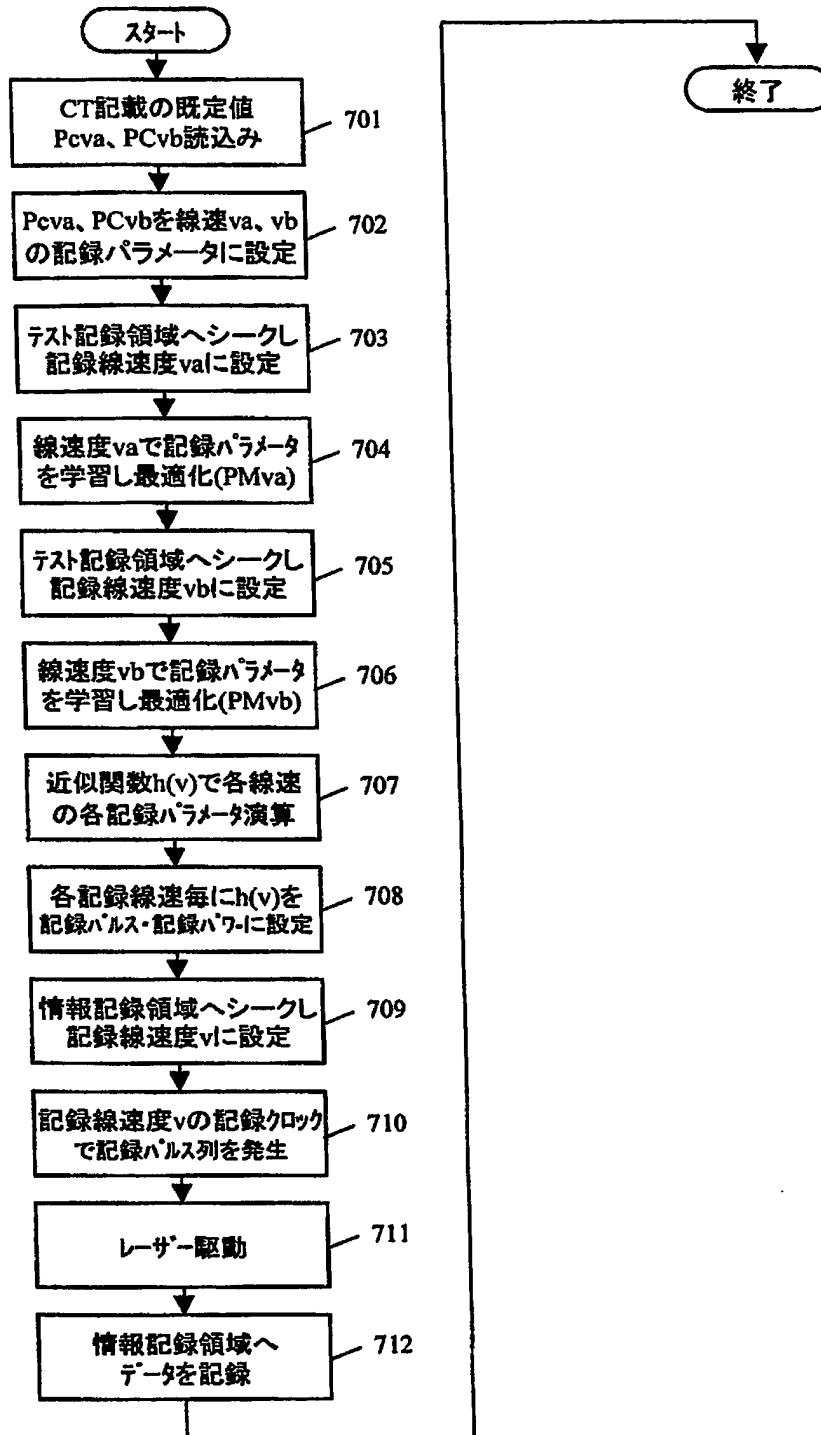 スタート
CT記載の既定値
Pcva、PCvb読込み
701
Pcva、PCvbを線速va、vb
の記録パラメータに設定
702
テスト記録領域へシークし
記録線速度vaに設定
703
線速度vaで記録パラメータ
を学習し最適化(PMva)
704
テスト記録領域へシークし
記録線速度vbに設定
705
線速度vbで記録パラメータ
を学習し最適化(PMvb)
706
近似関数h(v)で各線速
の各記録パラメータ演算
707
各記録線速毎にh(v)を
記録パルス・記録パワーに設定
708
情報記録領域へシークし
記録線速度vに設定
709
記録線速度vの記録クロック
で記録パルス列を発生
710
レーザー駆動
711
情報記録領域へ
データを記録
712
終了